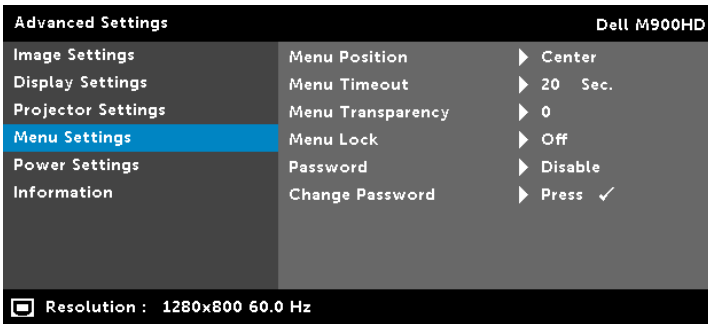 Advanced Settings Dell M900HD
Image Settings Menu Position Center
Display Settings Menu Timeout 20 Sec.
Projector Settings Menu Transparency 0
Menu Settings Menu Lock Off
Power Settings Password Disable
Information Change Password Press ✓
Resolution : 1280x800 60.0 Hz